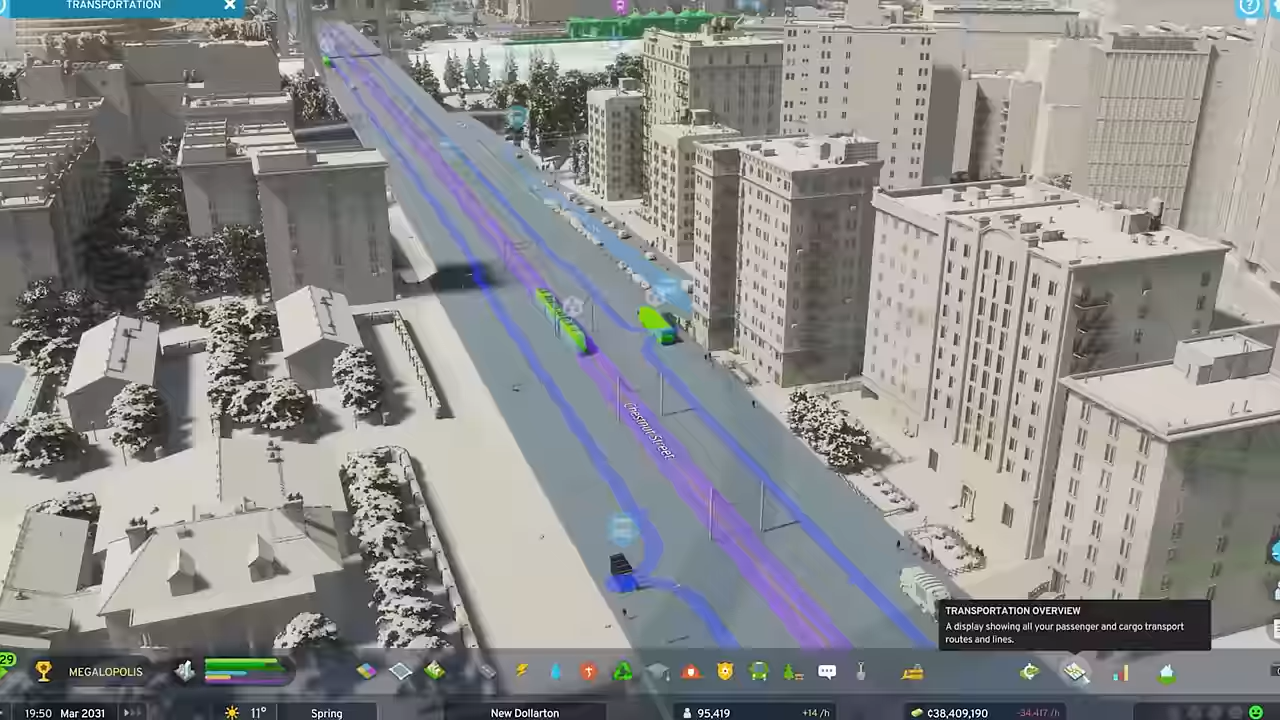 TRANSPORTATION
Chestnut Street
TRANSPORTATION OVERVIEW
A display showing all your passenger and cargo transport
routes and lines.
29
MEGALOPOLIS
19:50 Mar 2031
11°
Spring
New Dollarton
95,419
+14 /h
¢38,409,190
-34,417 /h